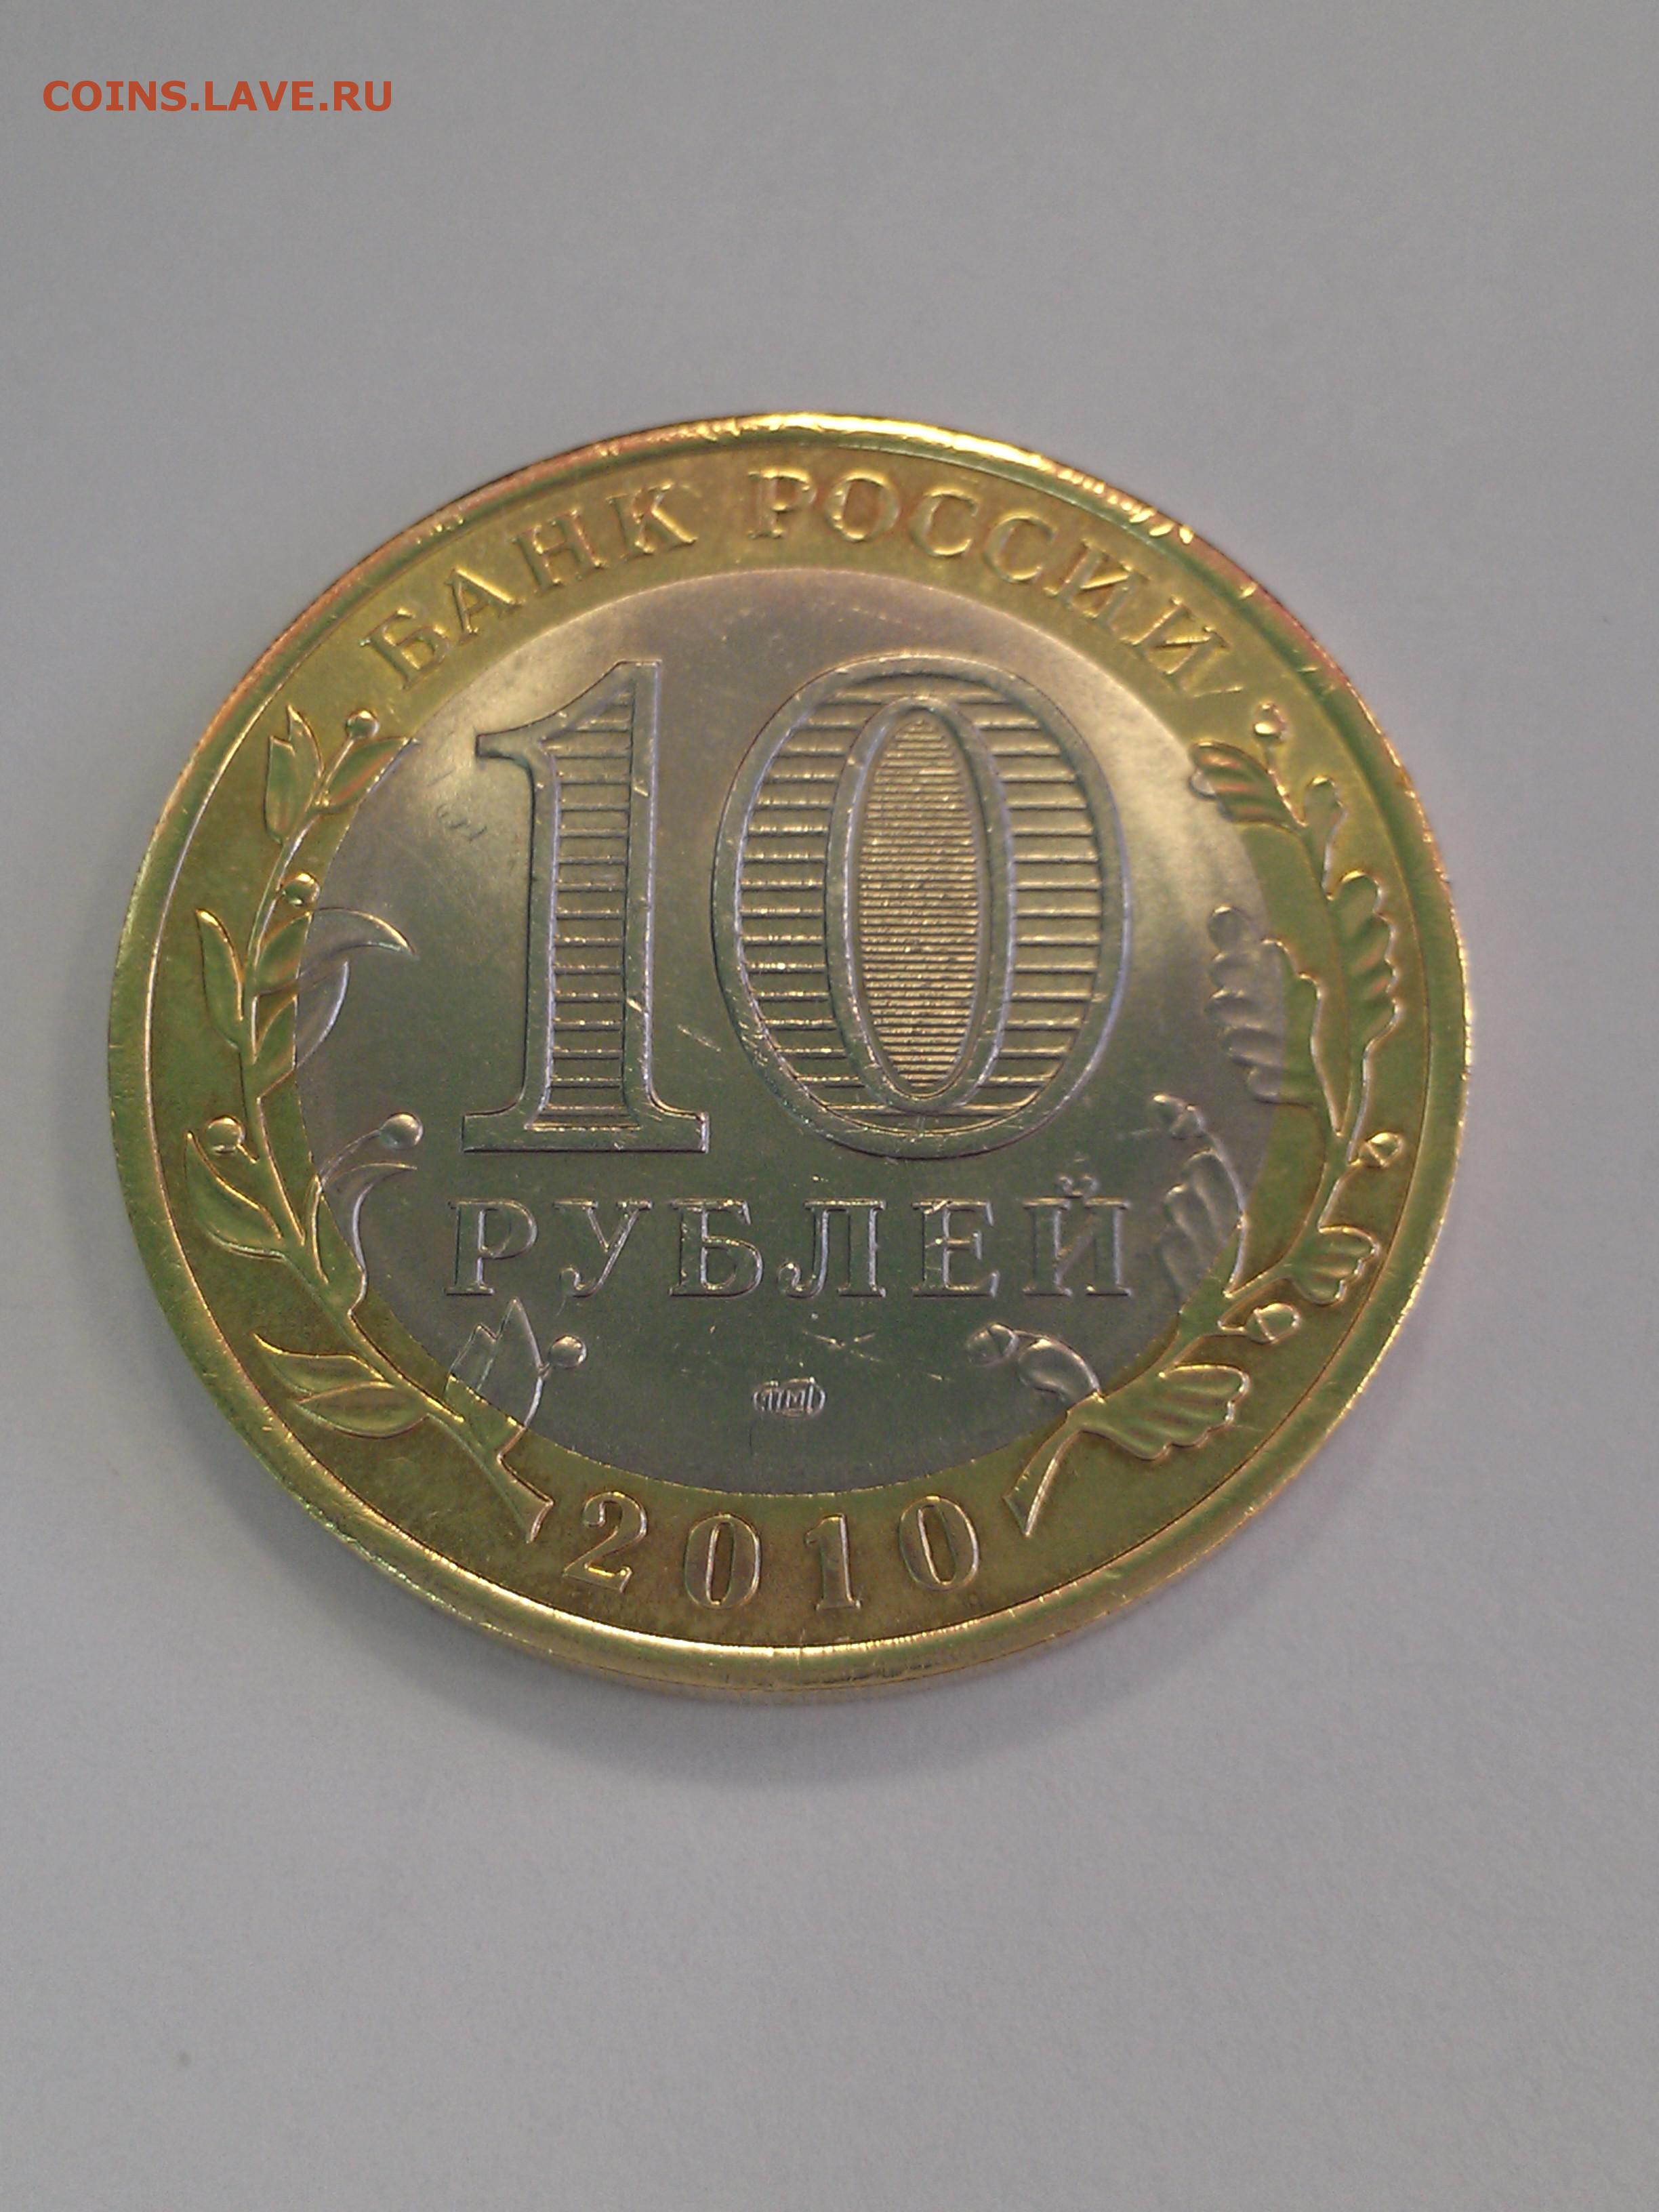 COINS.LAVE.RU
БАНК РОССИИ
10
РУБЛЕЙ
2010